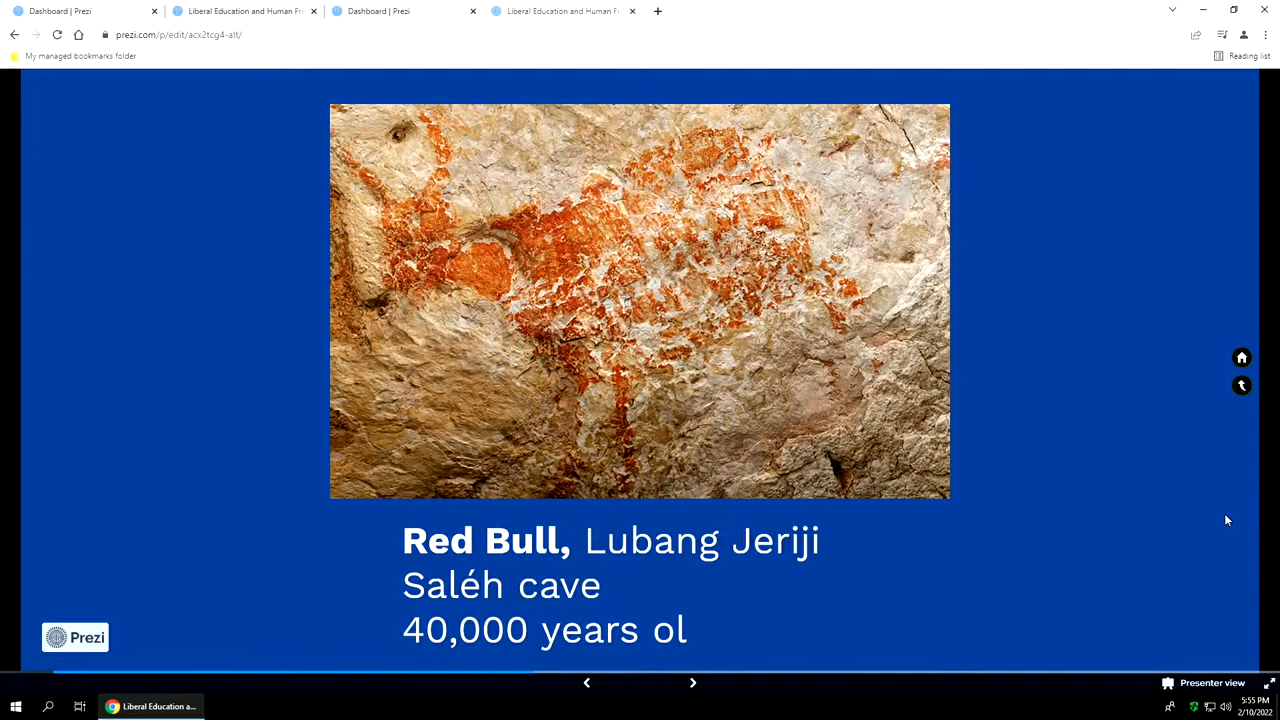 Dashboard | Prezi
Liberal Education and Human Fr
Dashboard | Prezi
Liberal Education and Human F
prezi.com/p/edit/acx2tcg4-alt/
My managed bookmarks folder
Reading list
Red Bull, Lubang Jeriji
Saléh cave
40,000 years ol
Prezi
Presenter view
Liberal Education a...
5:55 PM
2/10/2022